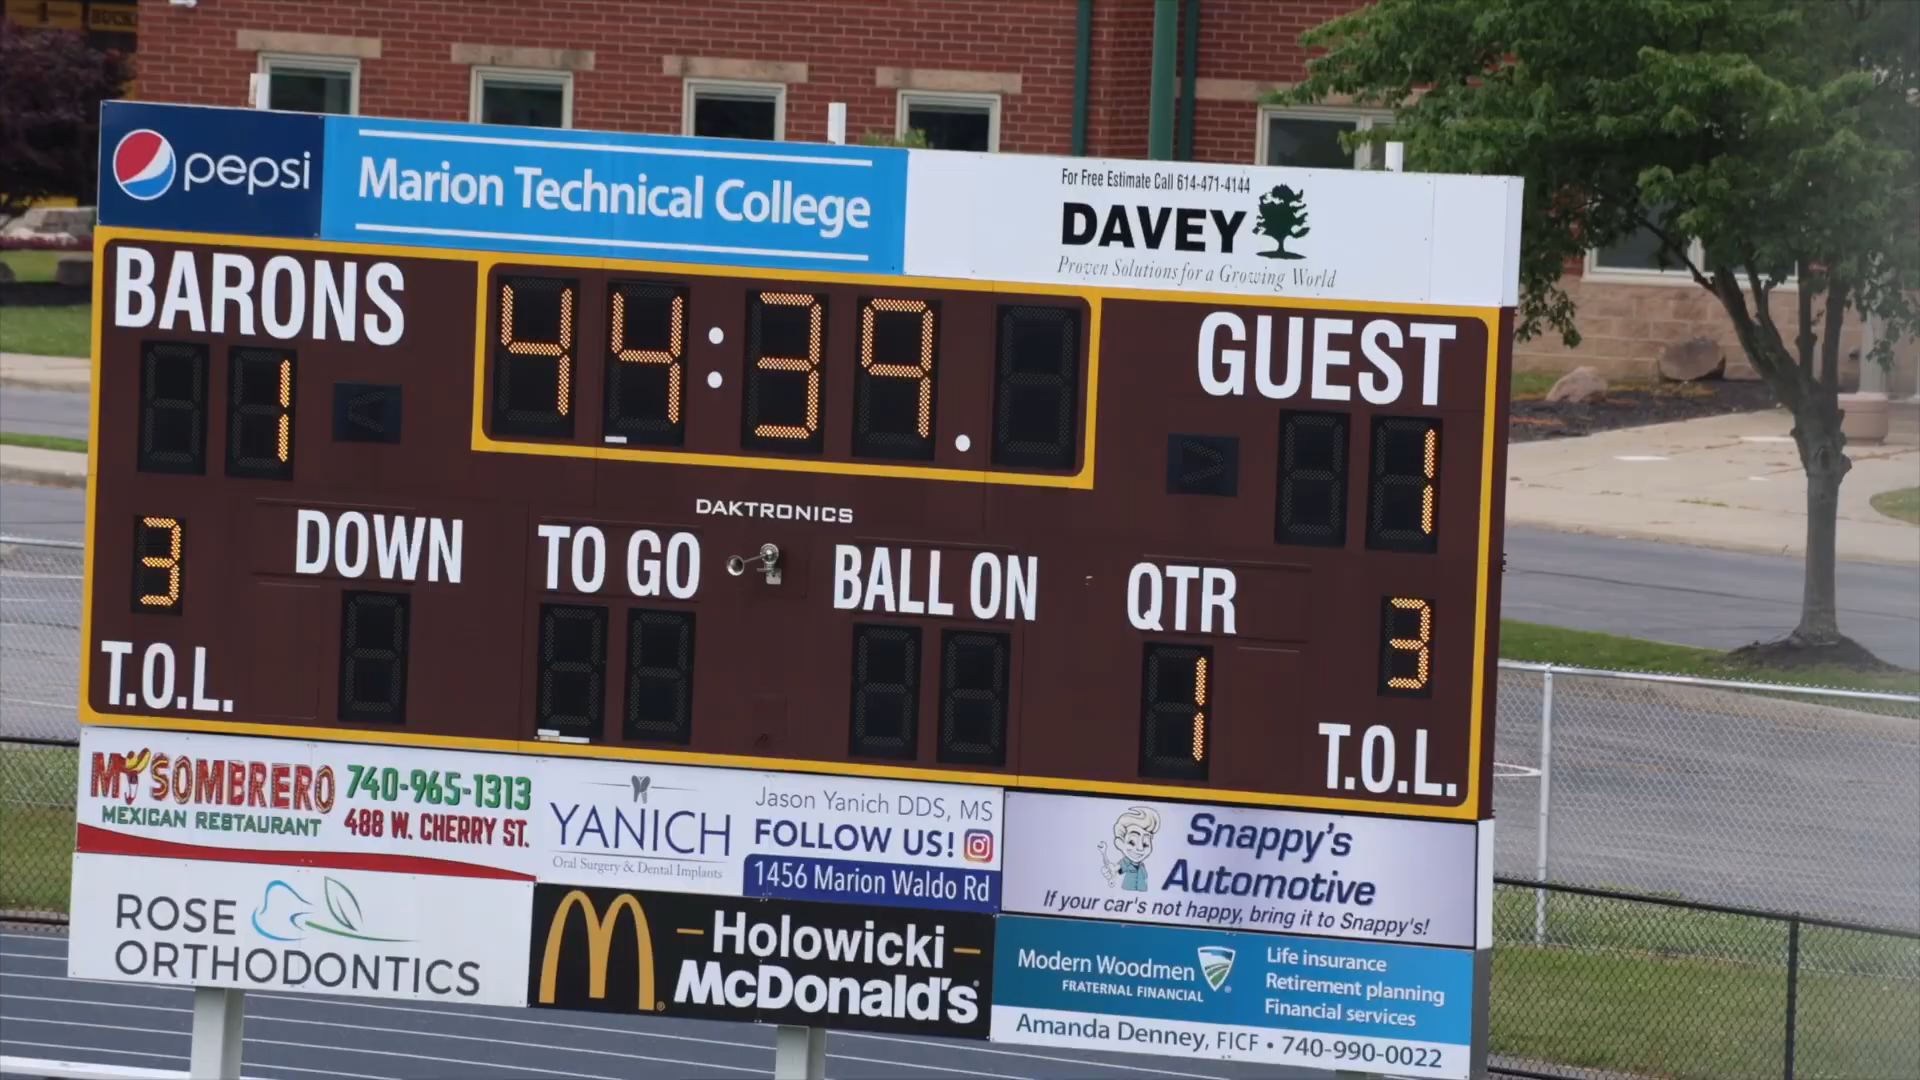 pepsi
Marion Technical College
For Free Estimate Call 614-471-4144
DAVEY
Proven Solutions for a Growing World
BARONS
44:39.
GUEST
1
1
DAKTRONICS
DOWN
TO GO
BALL ON
QTR
3
1
3
T.O.L.
T.O.L.
MY SOMBRERO
MEXICAN RESTAURANT
740-965-1313
488 W. CHERRY ST.
YANICH
Oral Surgery & Dental Implants
Jason Yanich DDS, MS
FOLLOW US!
1456 Marion Waldo Rd
Snappy's
Automotive
If your car's not happy, bring it to Snappy's!
ROSE
ORTHODONTICS
Holowicki
McDonald's
Modern Woodmen
FRATERNAL FINANCIAL
Life insurance
Retirement planning
Financial services
Amanda Denney, FICF • 740-990-0022